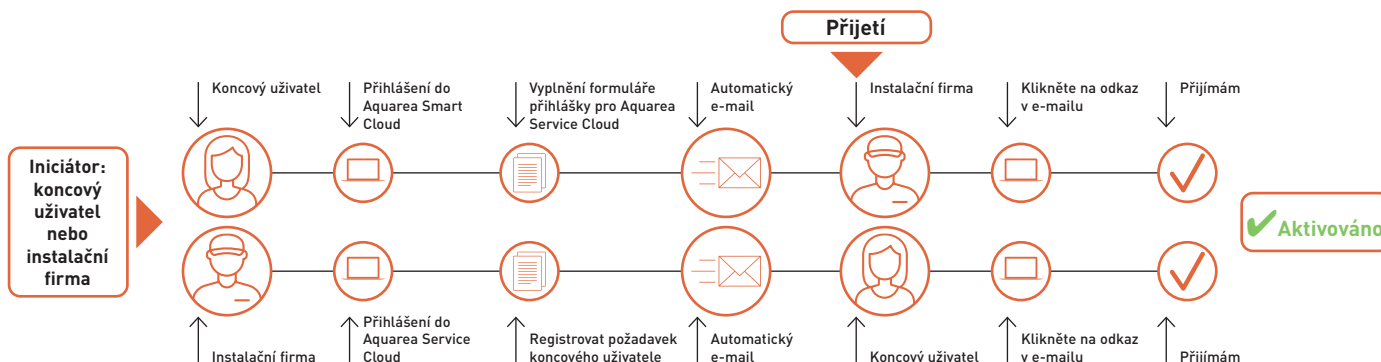 Přijetí
Koncový uživatel
Přihlášení do
Aquarea Smart
Cloud
Vyplnění formuláře
přihlášky pro Aquarea
Service Cloud
Automatický
e-mail
Instalační firma
Klikněte na odkaz
v e-mailu
Přijímám
Iniciátor:
koncový
uživatel
nebo
instalační
firma
Aktivováno
Instalační firma
Přihlášení do
Aquarea Service
Cloud
Registrovat požadavek
koncového uživatele
Automatický
e-mail
Koncový uživatel
Klikněte na odkaz
v e-mailu
Přijímám